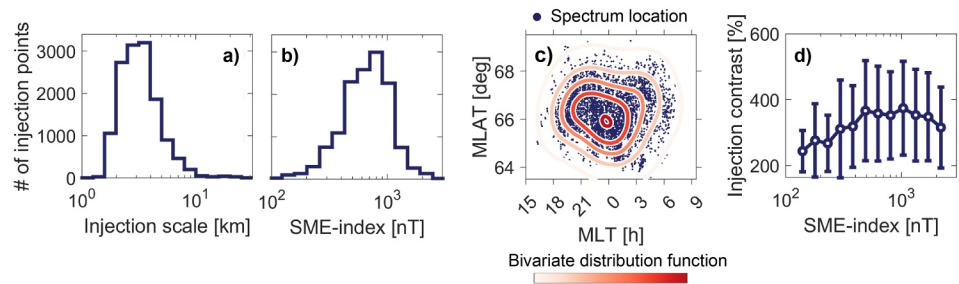 Spectrum location
a)
b)
c)
d)
# of injection points
3000
2000
1000
0
10⁰
10¹
Injection scale [km]
10²
10³
SME-index [nT]
MLAT [deg]
68
66
64
15
18
21
0
3
6
9
MLT [h]
Bivariate distribution function
Injection contrast [%]
600
400
200
10²
10³
SME-index [nT]